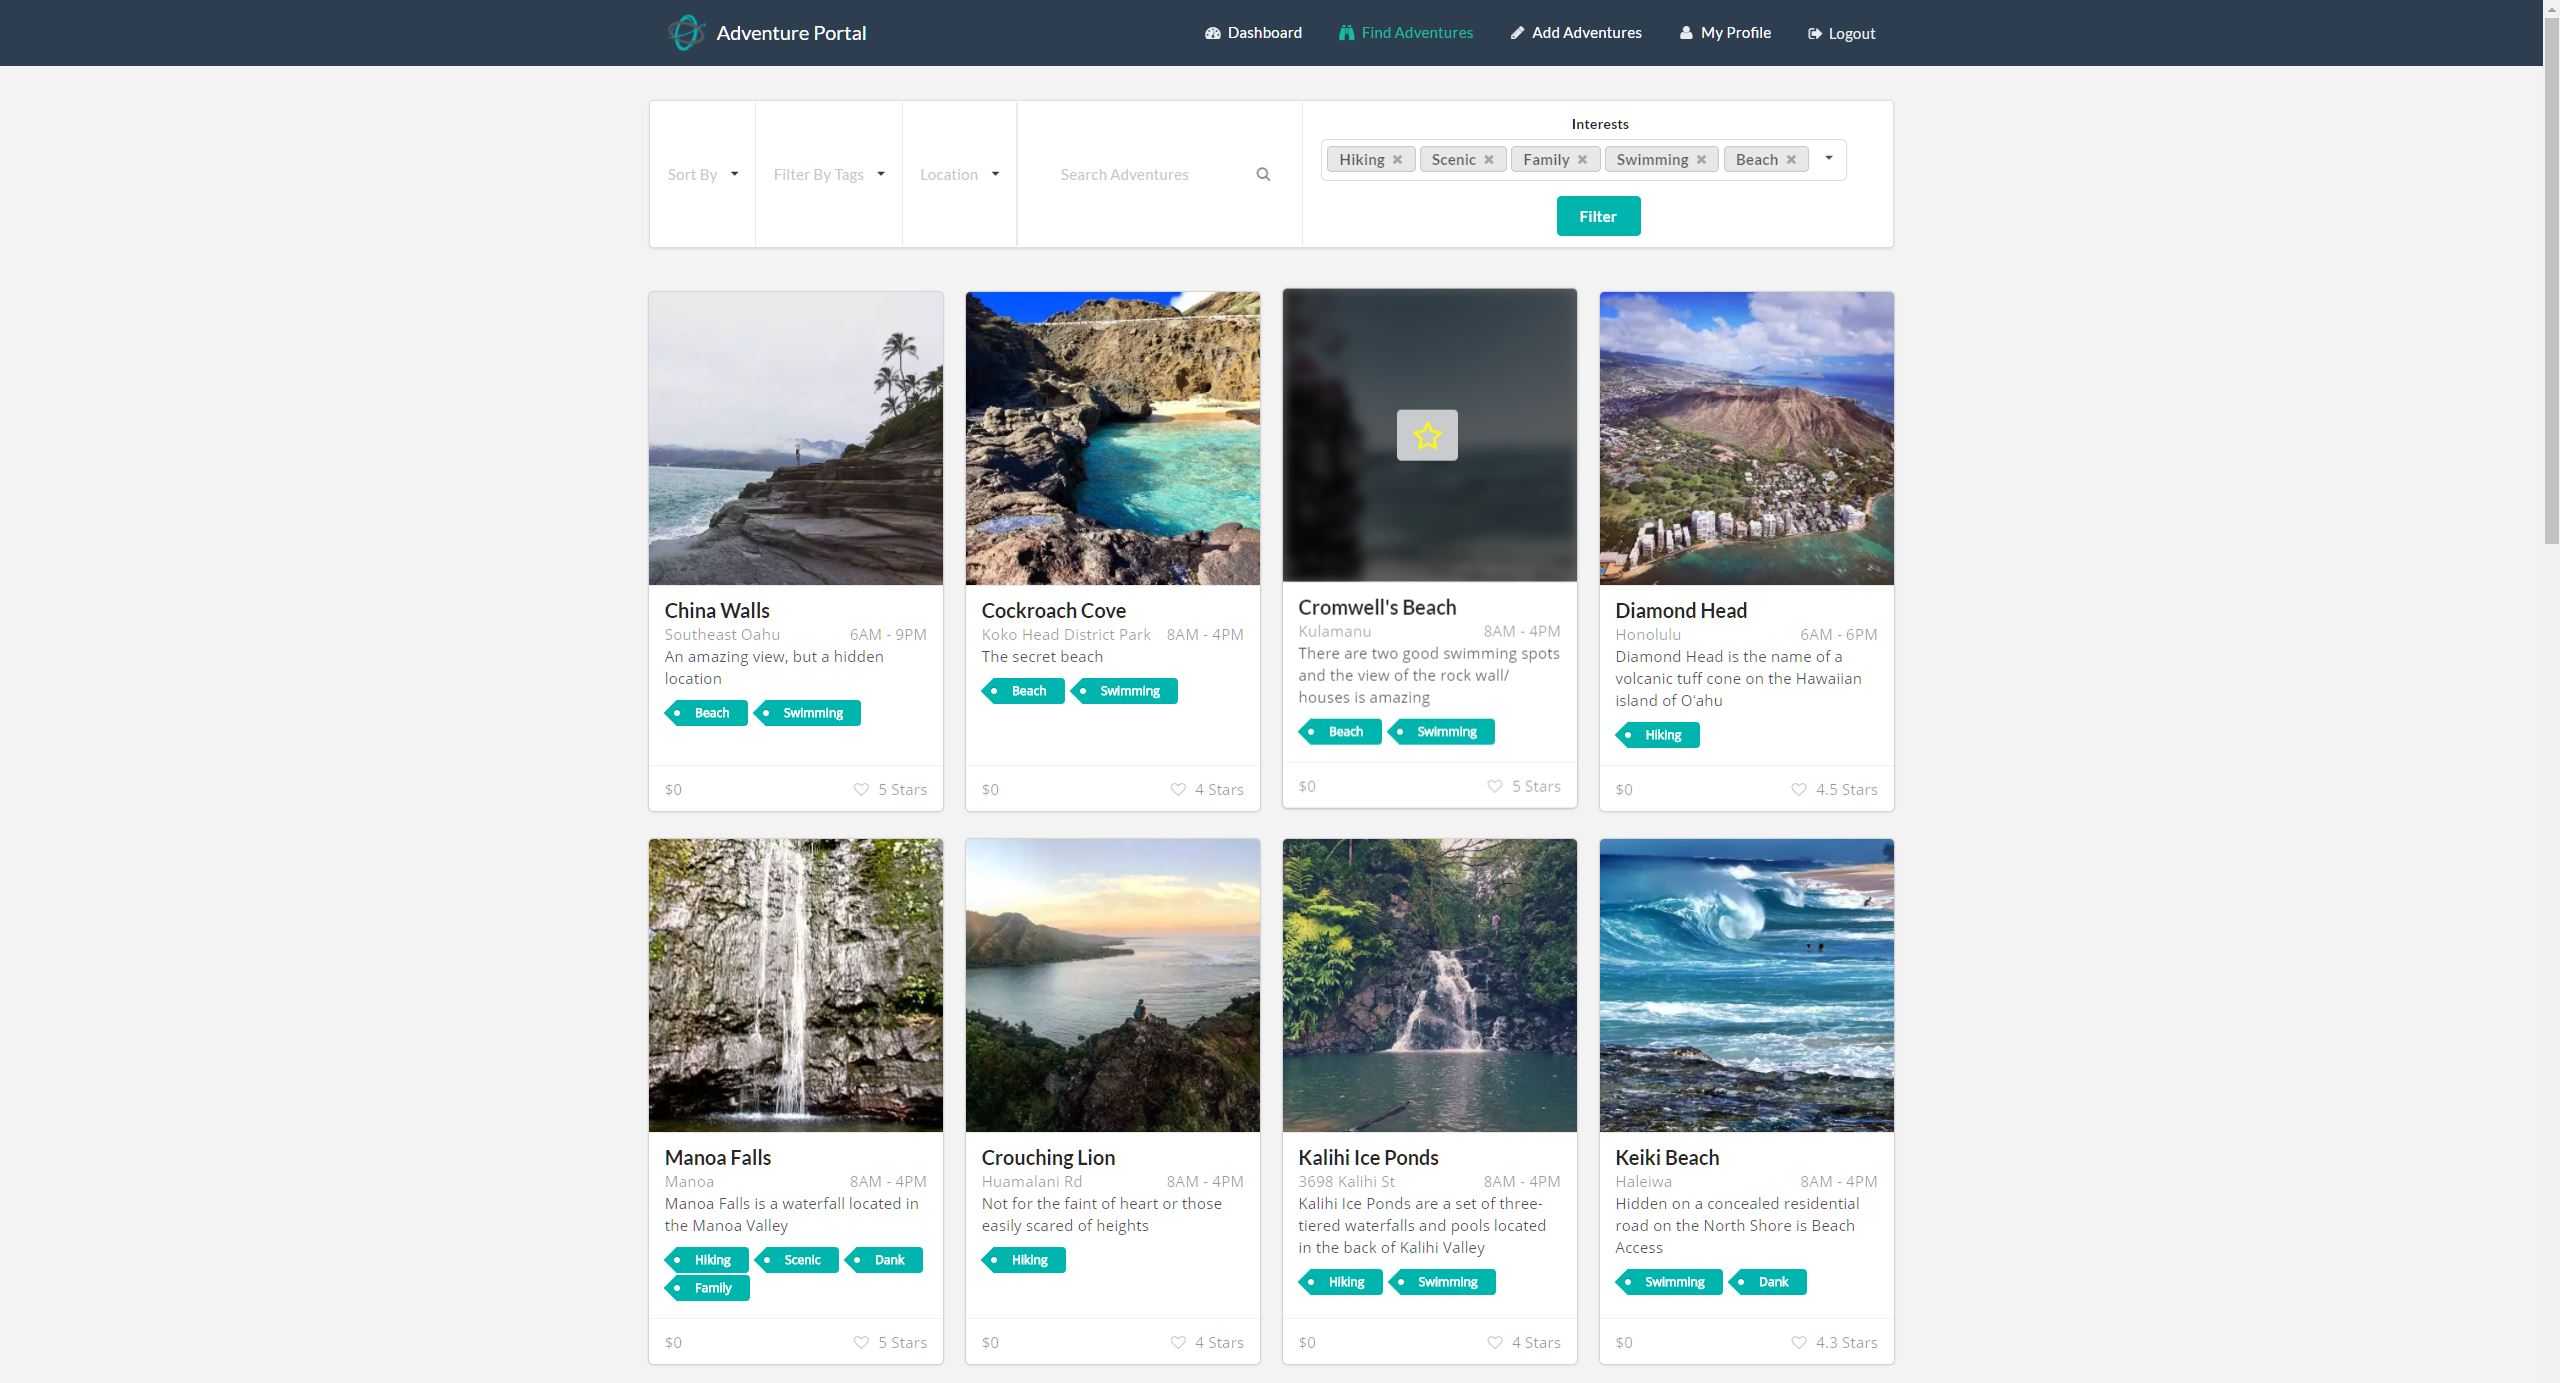 Adventure Portal
Dashboard
Find Adventures
Add Adventures
My Profile
Logout
Sort By
Filter By Tags
Location
Search Adventures
Interests
Hiking
Scenic
Family
Swimming
Beach
Filter
China Walls
Southeast Oahu 6AM - 9PM
An amazing view, but a hidden
location
Beach Swimming
$0 5 Stars
Cockroach Cove
Koko Head District Park 8AM - 4PM
The secret beach
Beach Swimming
$0 4 Stars
Cromwell's Beach
Kulamanu 8AM - 4PM
There are two good swimming spots
and the view of the rock wall/
houses is amazing
Beach Swimming
$0 5 Stars
Diamond Head
Honolulu 6AM - 6PM
Diamond Head is the name of a
volcanic tuff cone on the Hawaiian
island of Oʻahu
Hiking
$0 4.5 Stars
Manoa Falls
Manoa 8AM - 4PM
Manoa Falls is a waterfall located in
the Manoa Valley
Hiking Scenic Dank
Family
$0 5 Stars
Crouching Lion
Huamalani Rd 8AM - 4PM
Not for the faint of heart or those
easily scared of heights
Hiking
$0 4 Stars
Kalihi Ice Ponds
3698 Kalihi St 8AM - 4PM
Kalihi Ice Ponds are a set of three-
tiered waterfalls and pools located
in the back of Kalihi Valley
Hiking Swimming
$0 4 Stars
Keiki Beach
Haleiwa 8AM - 4PM
Hidden on a concealed residential
road on the North Shore is Beach
Access
Swimming Dank
$0 4.3 Stars